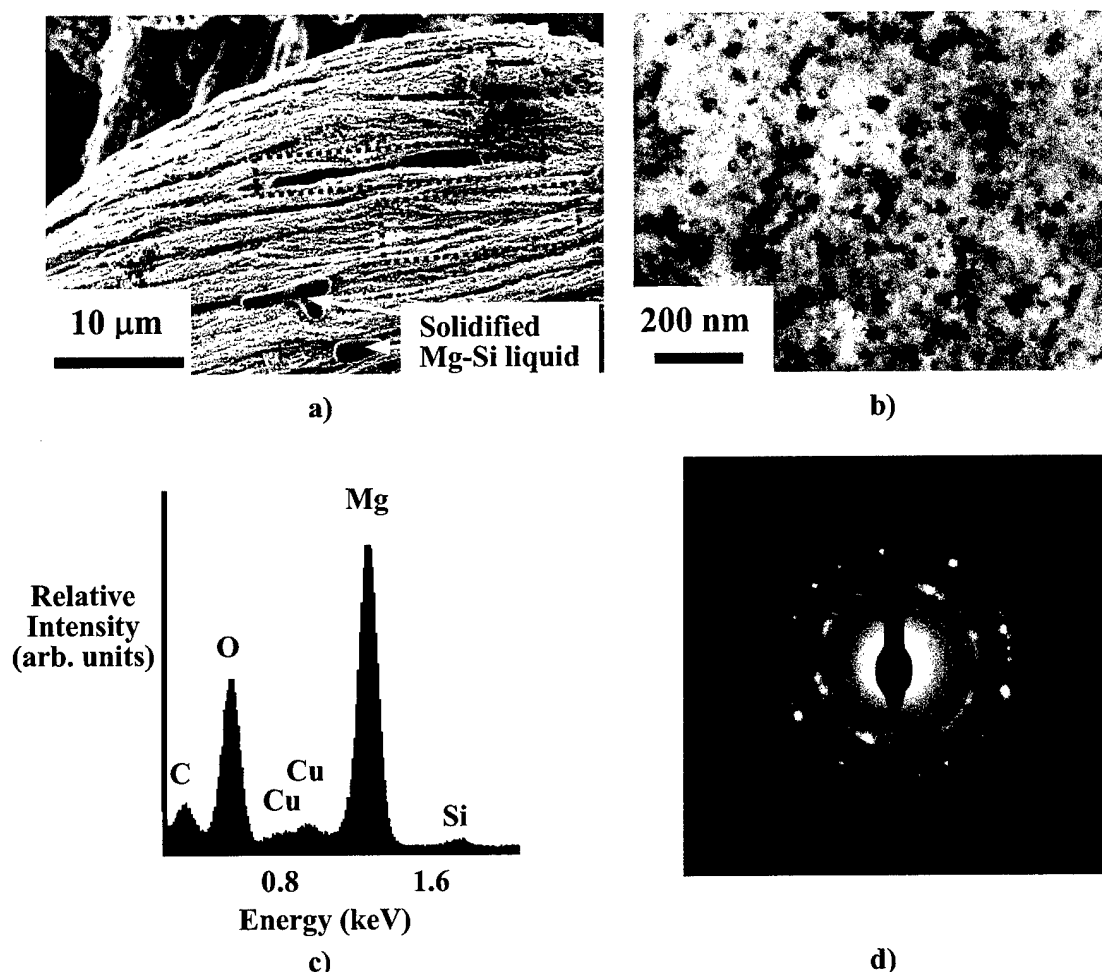 10 μm
Solidified
Mg-Si liquid
200 nm
a)
b)
Relative
Intensity
(arb. units)
C
O
Cu
Cu
Mg
Si
0.8
1.6
Energy (keV)
c)
d)